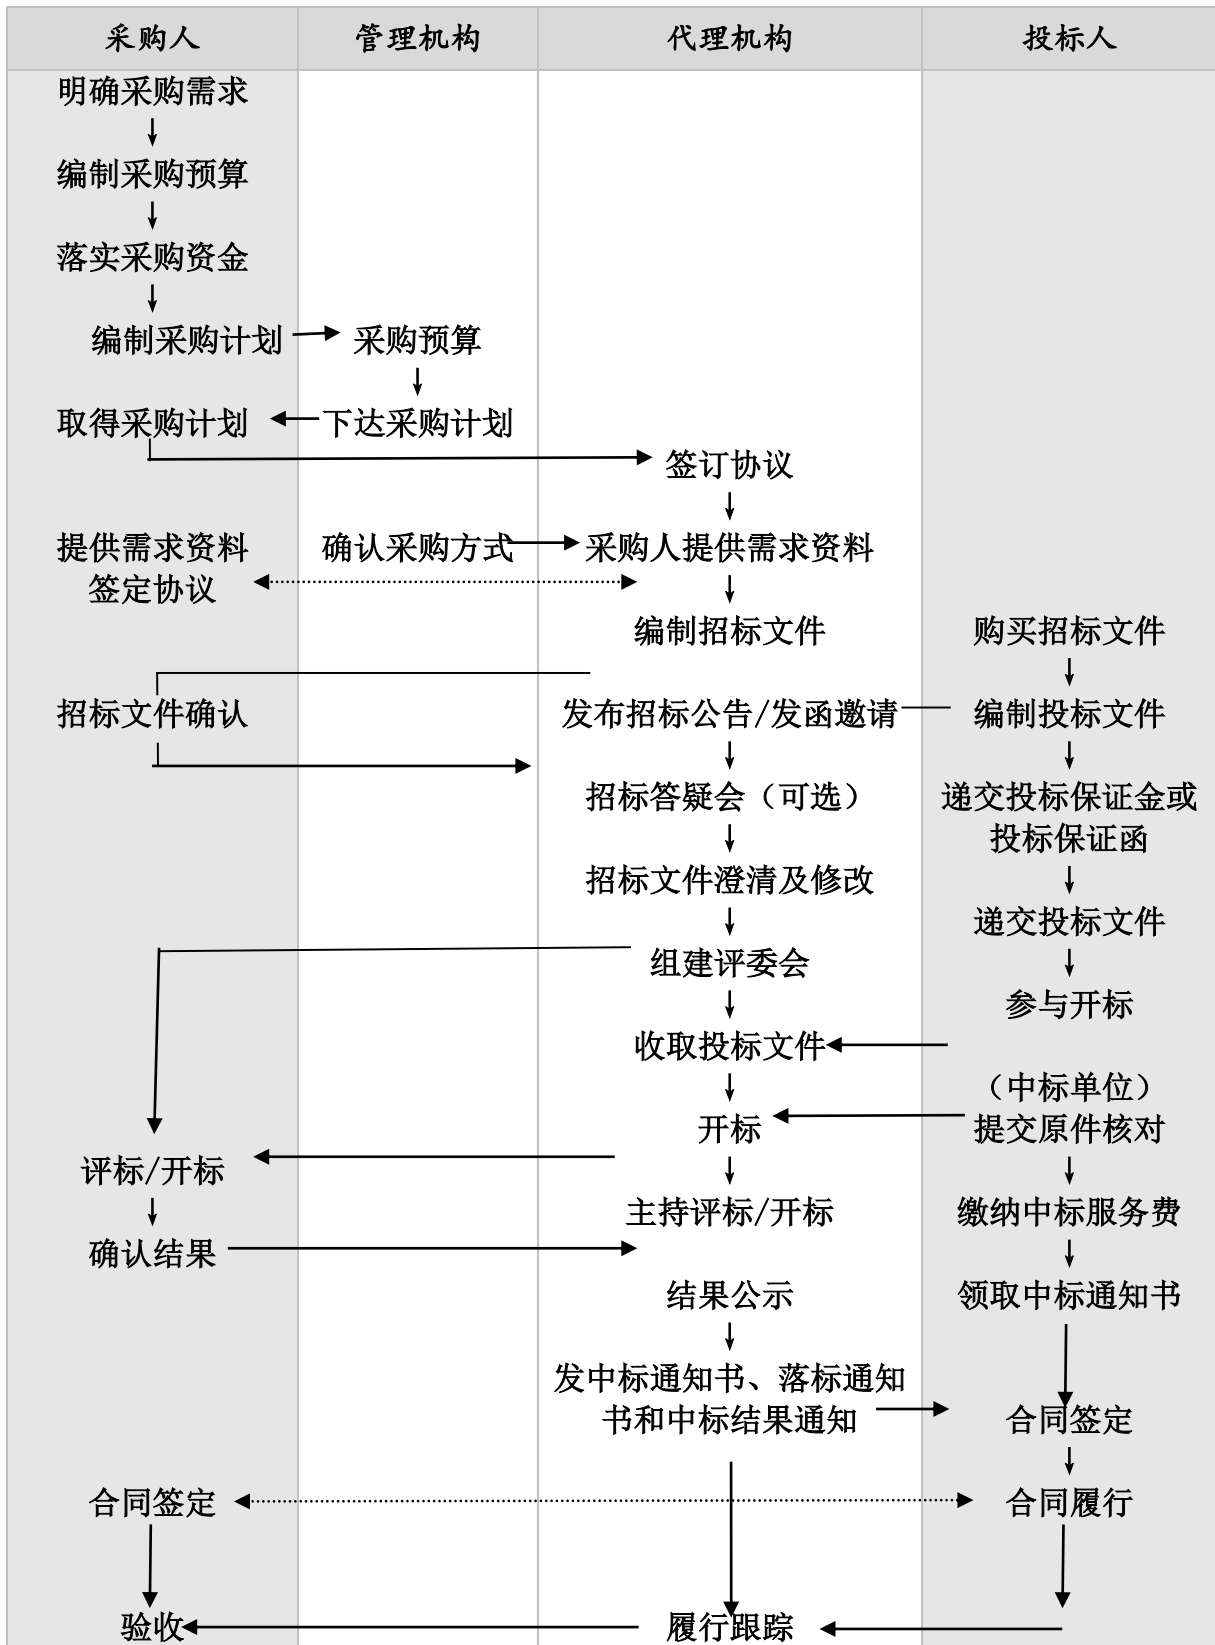 采购人 管理机构 代理机构 投标人
明确采购需求
编制采购预算
落实采购资金
编制采购计划 采购预算
取得采购计划 下达采购计划
签订协议
提供需求资料 确认采购方式 采购人提供需求资料
签定协议
编制招标文件 购买招标文件
招标文件确认 发布招标公告/发函邀请 编制投标文件
招标答疑会（可选） 递交投标保证金或
投标保证函
招标文件澄清及修改
递交投标文件
组建评委会
参与开标
收取投标文件
（中标单位）
开标 提交原件核对
评标/开标
主持评标/开标 缴纳中标服务费
确认结果
结果公示 领取中标通知书
发中标通知书、落标通知
书和中标结果通知 合同签定
合同签定 合同履行
验收 履行跟踪